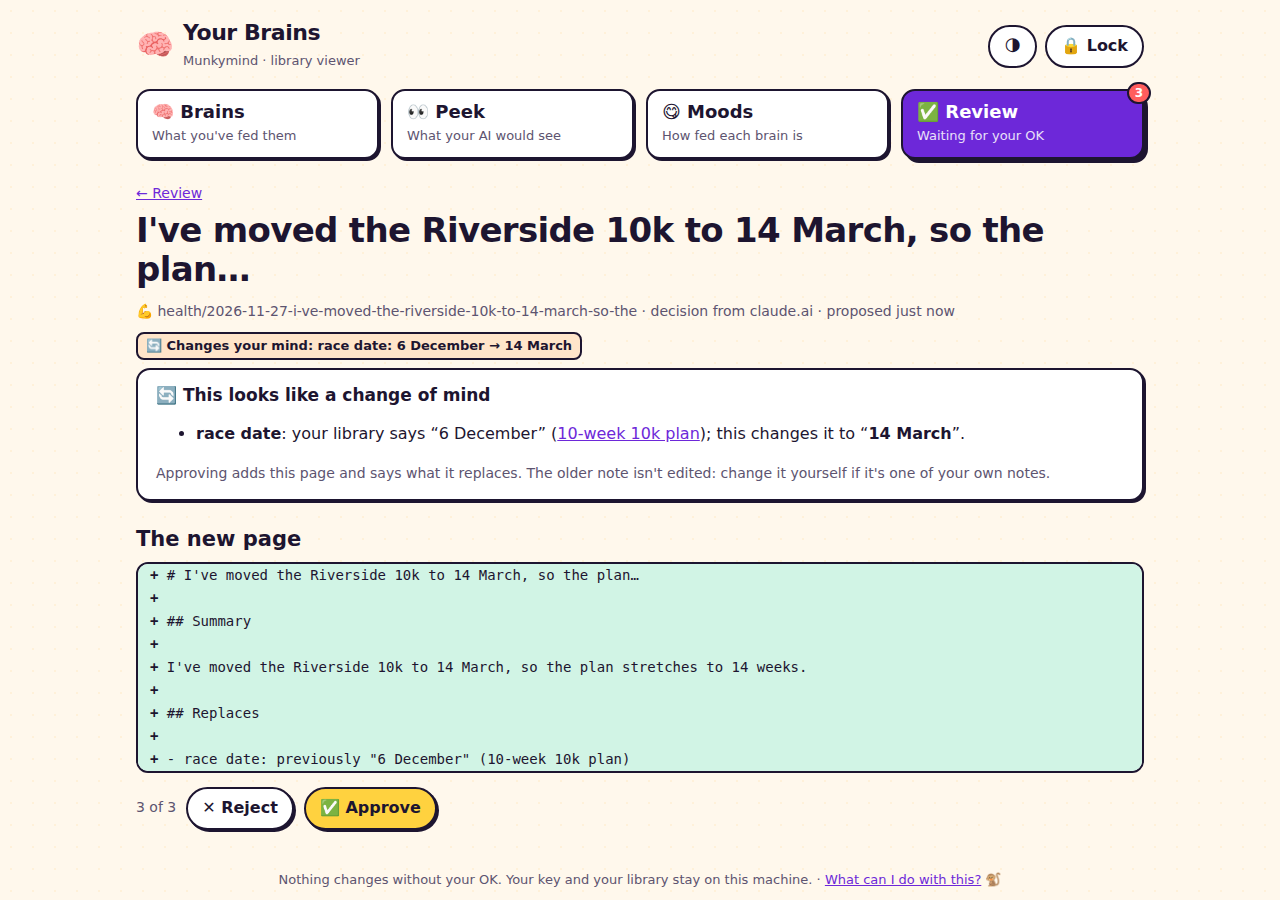 🧠 Your Brains
Munkymind · library viewer
◑
🔒 Lock
🧠 Brains
What you've fed them
👀 Peek
What your AI would see
😋 Moods
How fed each brain is
✅ Review
Waiting for your OK
3
← Review
I've moved the Riverside 10k to 14 March, so the
plan…
💪 health/2026-11-27-i-ve-moved-the-riverside-10k-to-14-march-so-the · decision from claude.ai · proposed just now
🔄 Changes your mind: race date: 6 December → 14 March
🔄 This looks like a change of mind
• race date: your library says “6 December” (10-week 10k plan); this changes it to “14 March”.
Approving adds this page and says what it replaces. The older note isn't edited: change it yourself if it's one of your own notes.
The new page
+ # I've moved the Riverside 10k to 14 March, so the plan…
+
+ ## Summary
+
+ I've moved the Riverside 10k to 14 March, so the plan stretches to 14 weeks.
+
+ ## Replaces
+
+ - race date: previously "6 December" (10-week 10k plan)
3 of 3
✕ Reject
✅ Approve
Nothing changes without your OK. Your key and your library stay on this machine. · What can I do with this? 🐒